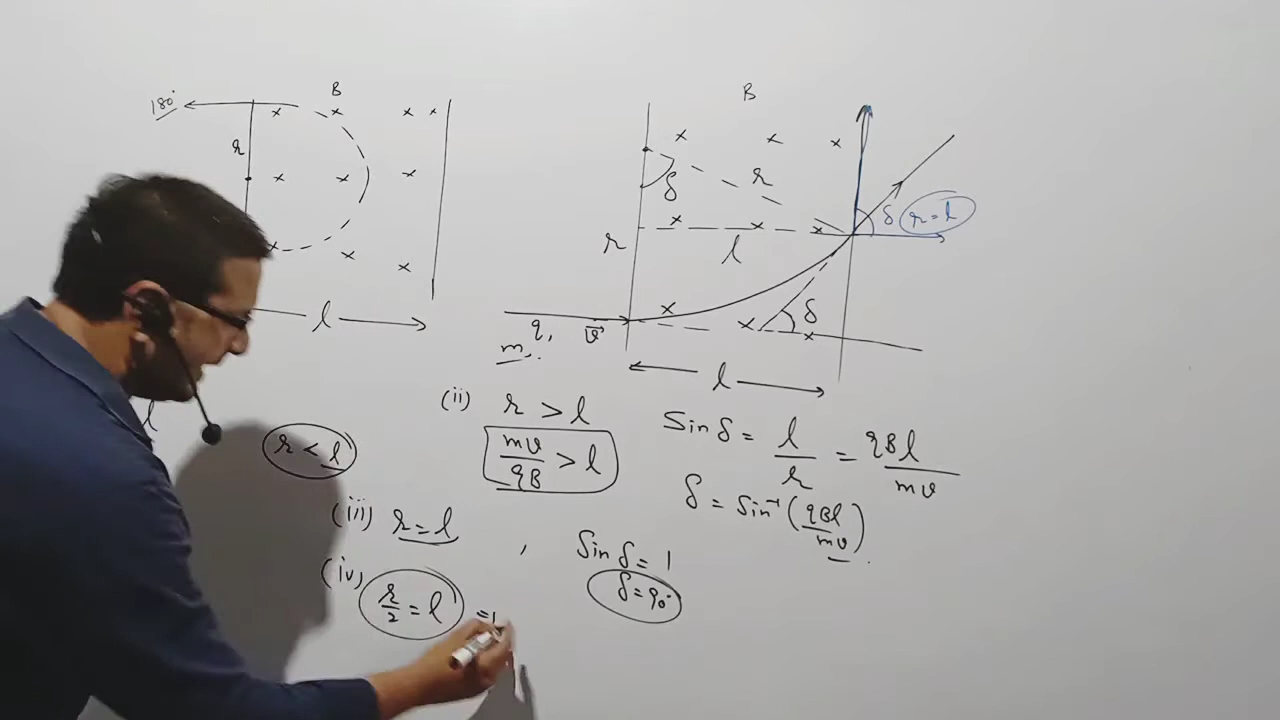 B
180°
r
l
B
δ
r
δ r = l
r
l
δ
q, v
m,
l
l
r < l
(ii) r > l
mv/qB > l
Sin δ = l/r = qBl/mv
δ = Sin⁻¹ (qBl/mv)
(iii) r = l , Sin δ = 1
δ = 90°
(iv) r/2 = l =